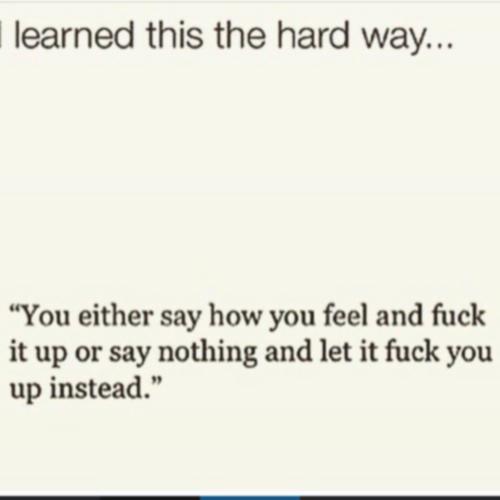 I learned this the hard way...
“You either say how you feel and fuck
it up or say nothing and let it fuck you
up instead.”